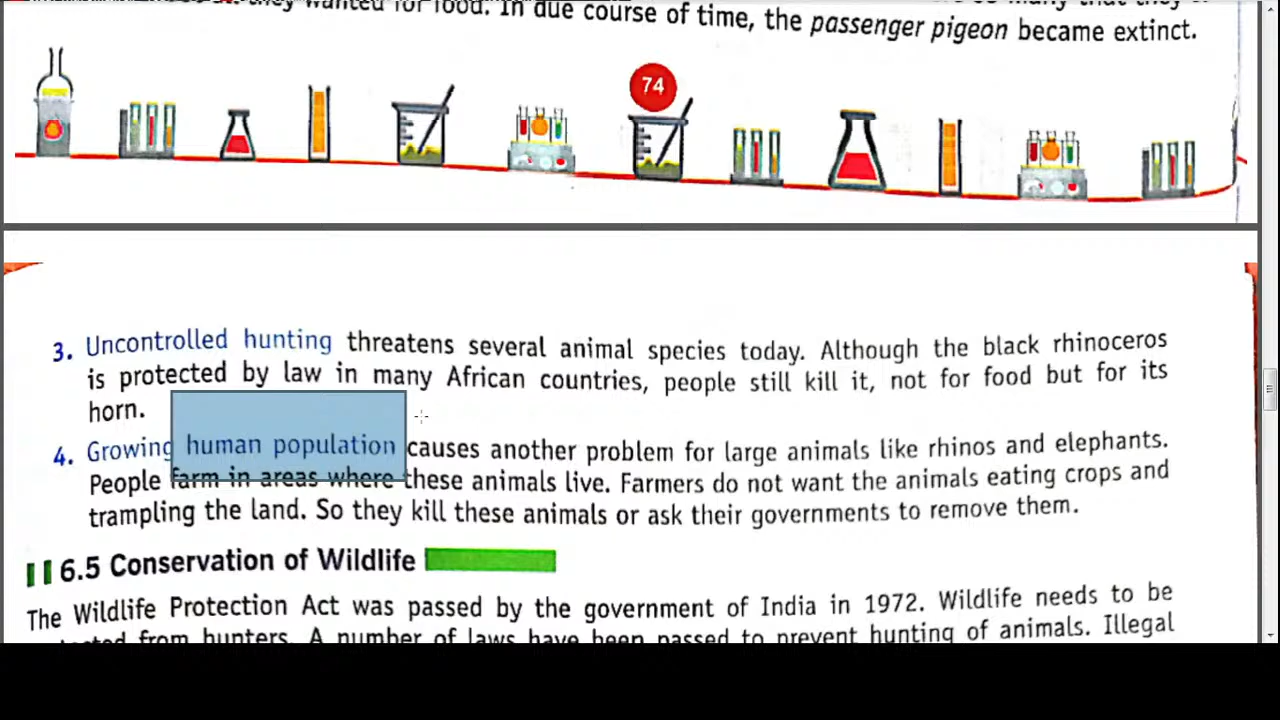 they wanted for food. In due course of time, the passenger pigeon became extinct.
74
3. Uncontrolled hunting threatens several animal species today. Although the black rhinoceros
is protected by law in many African countries, people still kill it, not for food but for its
horn.
4. Growing human population causes another problem for large animals like rhinos and elephants.
People farm in areas where these animals live. Farmers do not want the animals eating crops and
trampling the land. So they kill these animals or ask their governments to remove them.
6.5 Conservation of Wildlife
The Wildlife Protection Act was passed by the government of India in 1972. Wildlife needs to be
from hunters. A number of laws have been passed to prevent hunting of animals. Illegal